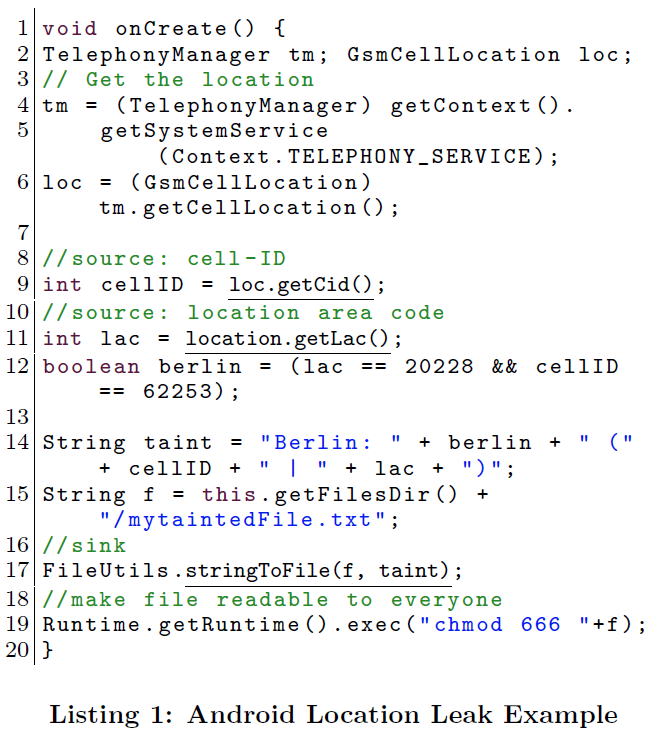 1 void onCreate() {
2 TelephonyManager tm; GsmCellLocation loc;
3 // Get the location
4 tm = (TelephonyManager) getContext().
5 getSystemService
(Context.TELEPHONY_SERVICE);
6 loc = (GsmCellLocation)
tm.getCellLocation();
7
8 //source: cell-ID
9 int cellID = loc.getCid();
10 //source: location area code
11 int lac = location.getLac();
12 boolean berlin = (lac == 20228 && cellID
== 62253);
13
14 String taint = "Berlin: " + berlin + " ("
+ cellID + " | " + lac + ")";
15 String f = this.getFilesDir() +
"/mytaintedFile.txt";
16 //sink
17 FileUtils.stringToFile(f, taint);
18 //make file readable to everyone
19 Runtime.getRuntime().exec("chmod 666 "+f);
20 }
Listing 1: Android Location Leak Example